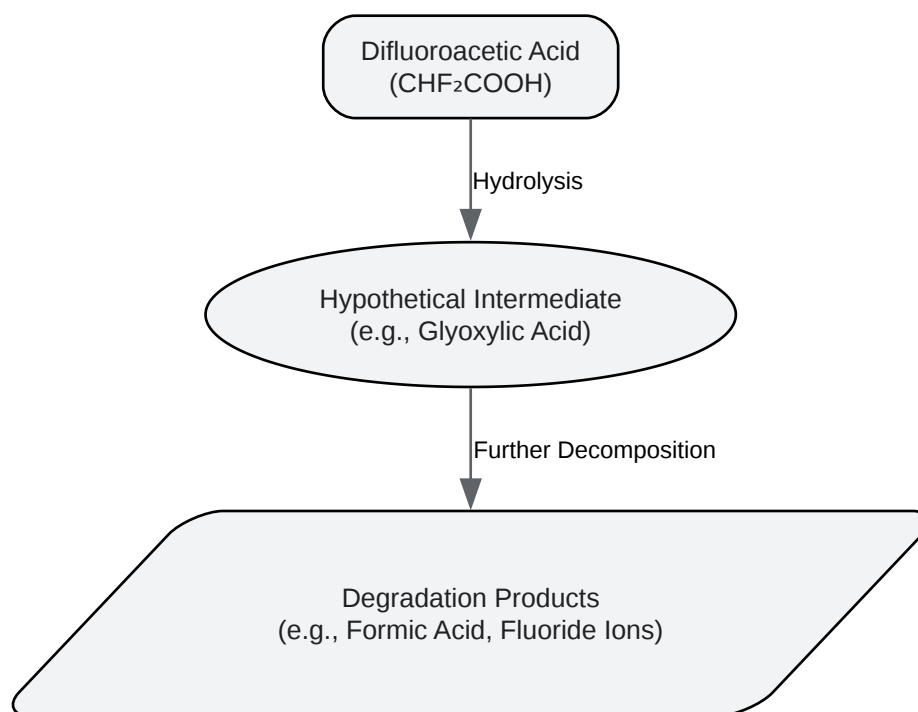 Difluoroacetic Acid
(CHF₂COOH)
Hydrolysis
Hypothetical Intermediate
(e.g., Glyoxylic Acid)
Further Decomposition
Degradation Products
(e.g., Formic Acid, Fluoride Ions)